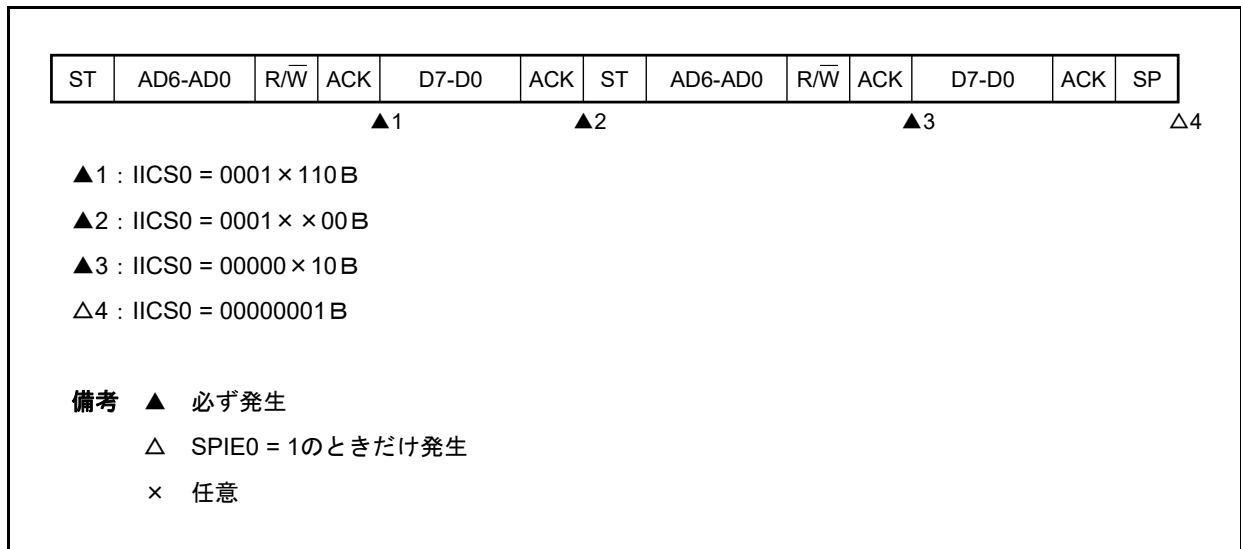 ST AD6-AD0 R/W̅ ACK D7-D0 ACK ST AD6-AD0 R/W̅ ACK D7-D0 ACK SP
▲1 ▲2 ▲3 △4
▲1：IICS0 = 0001×110B
▲2：IICS0 = 0001××00B
▲3：IICS0 = 00000×10B
△4：IICS0 = 00000001B
備考 ▲ 必ず発生
△ SPIE0 = 1のときだけ発生
× 任意